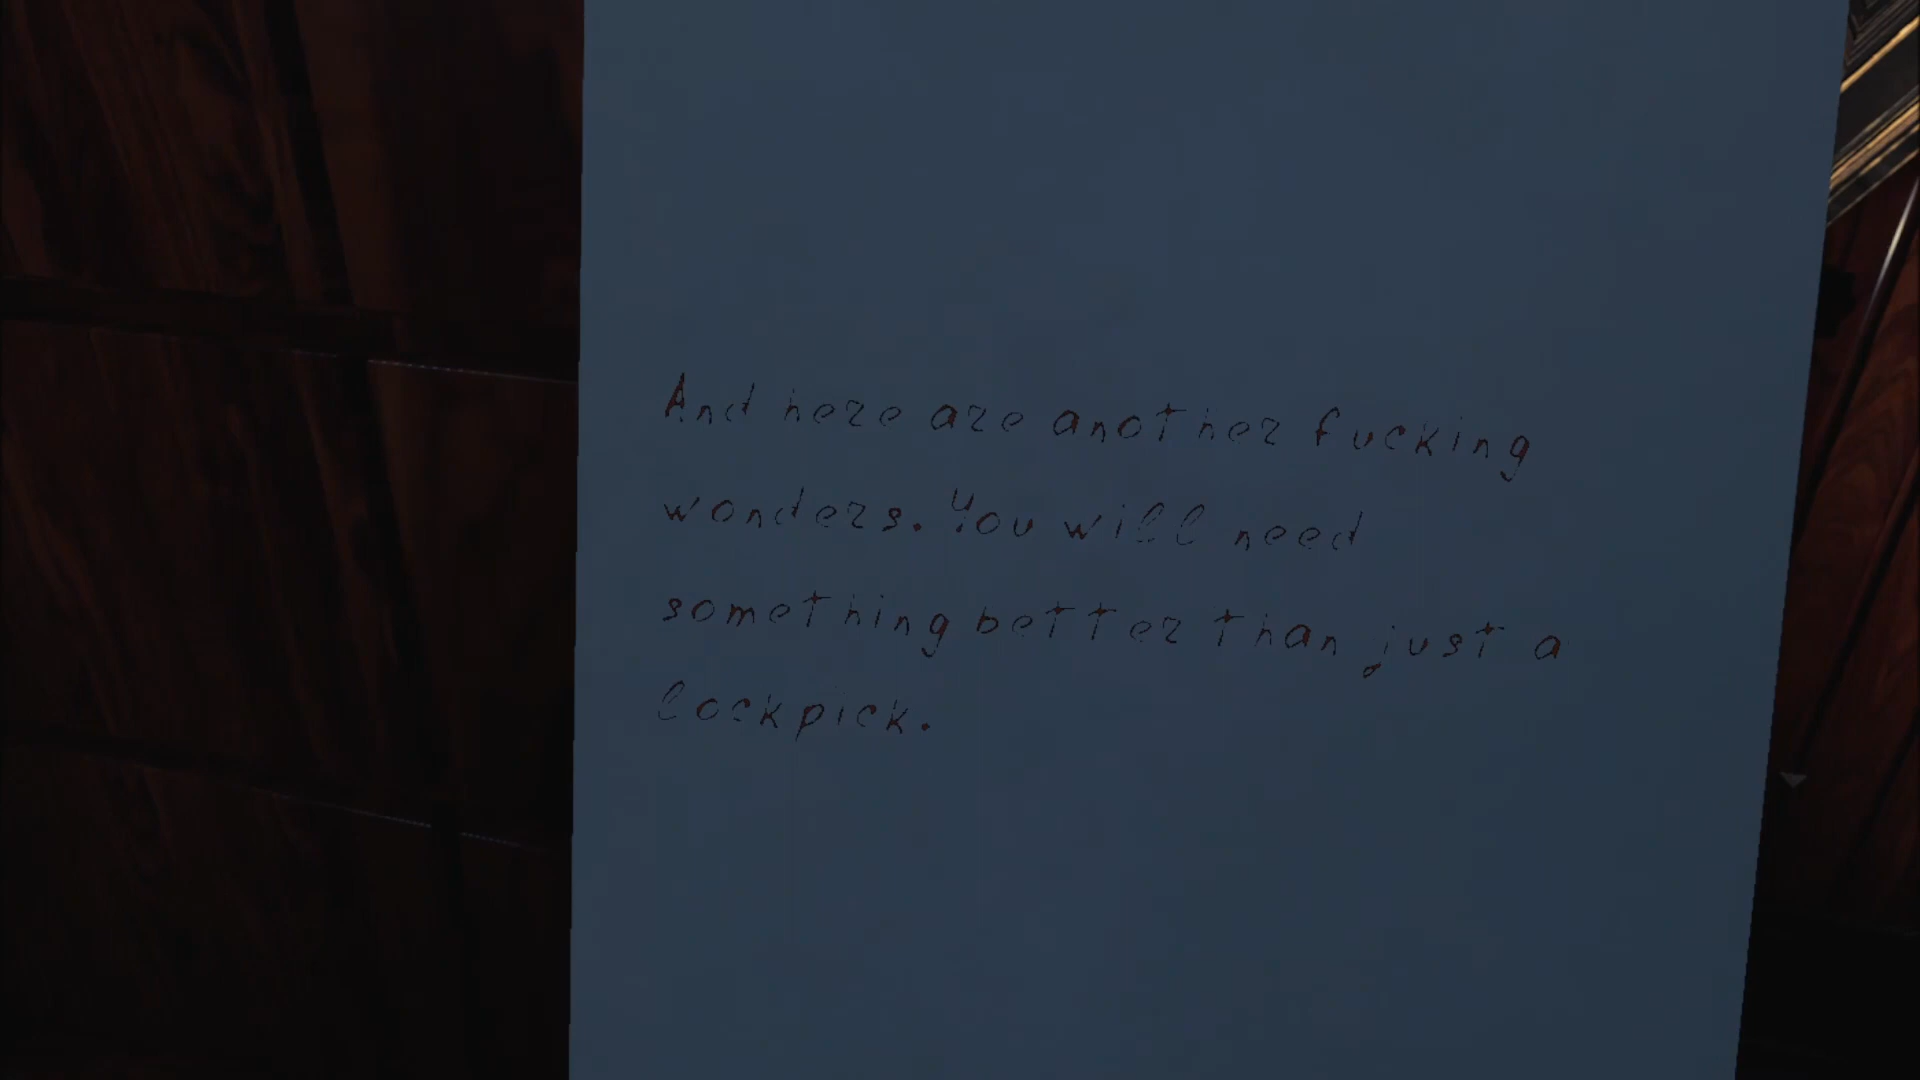 And here are another fucking
wonders. You will need
something better than just a
lockpick.